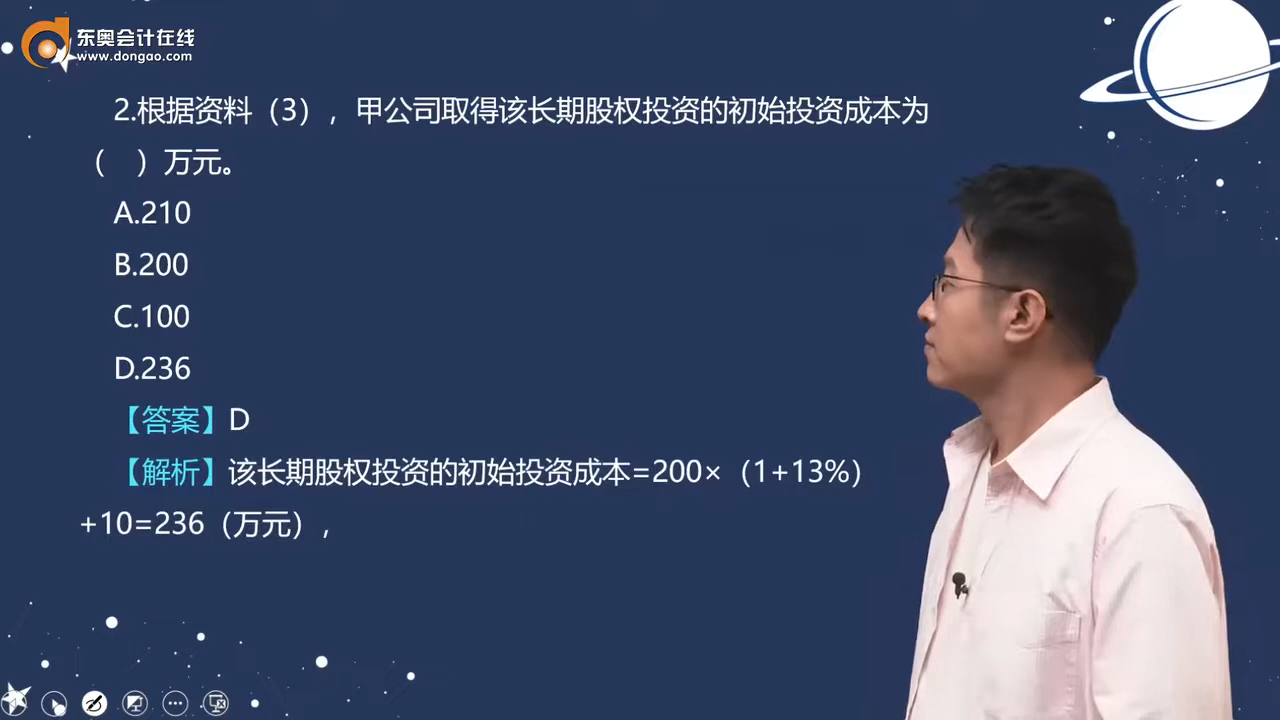 东奥会计在线
www.dongao.com
2.根据资料（3），甲公司取得该长期股权投资的初始投资成本为
（　）万元。
A.210
B.200
C.100
D.236
【答案】D
【解析】该长期股权投资的初始投资成本=200×（1+13%）
+10=236（万元），